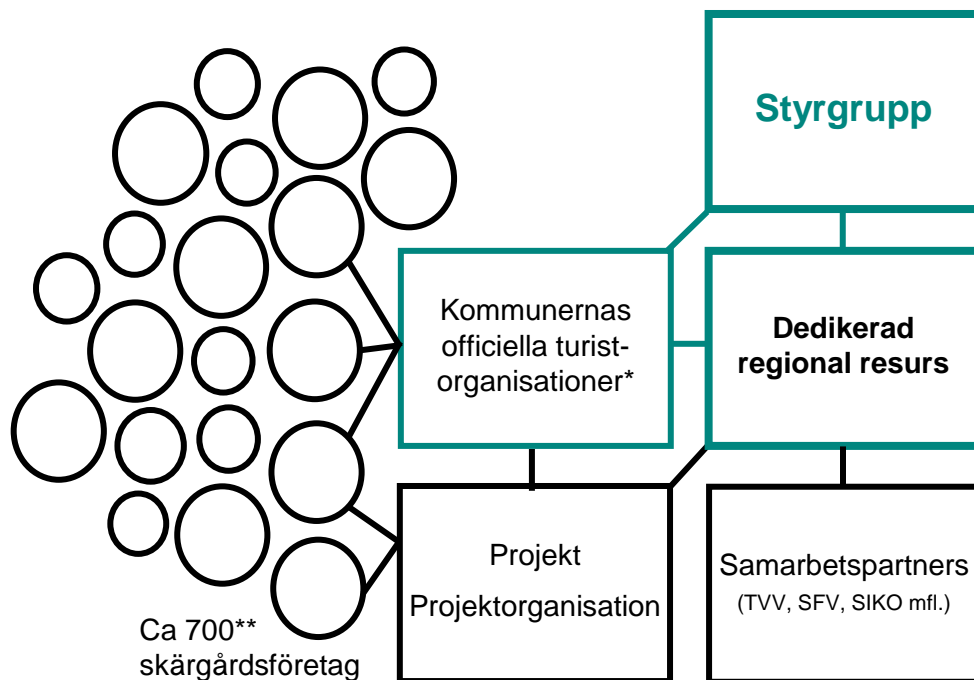 Styrgrupp
Kommunernas
officiella turist-
organisationer*
Dedikerad
regional resurs
Projekt
Projektorganisation
Samarbetspartners
(TVV, SFV, SIKO mfl.)
Ca 700**
skärgårdsföretag